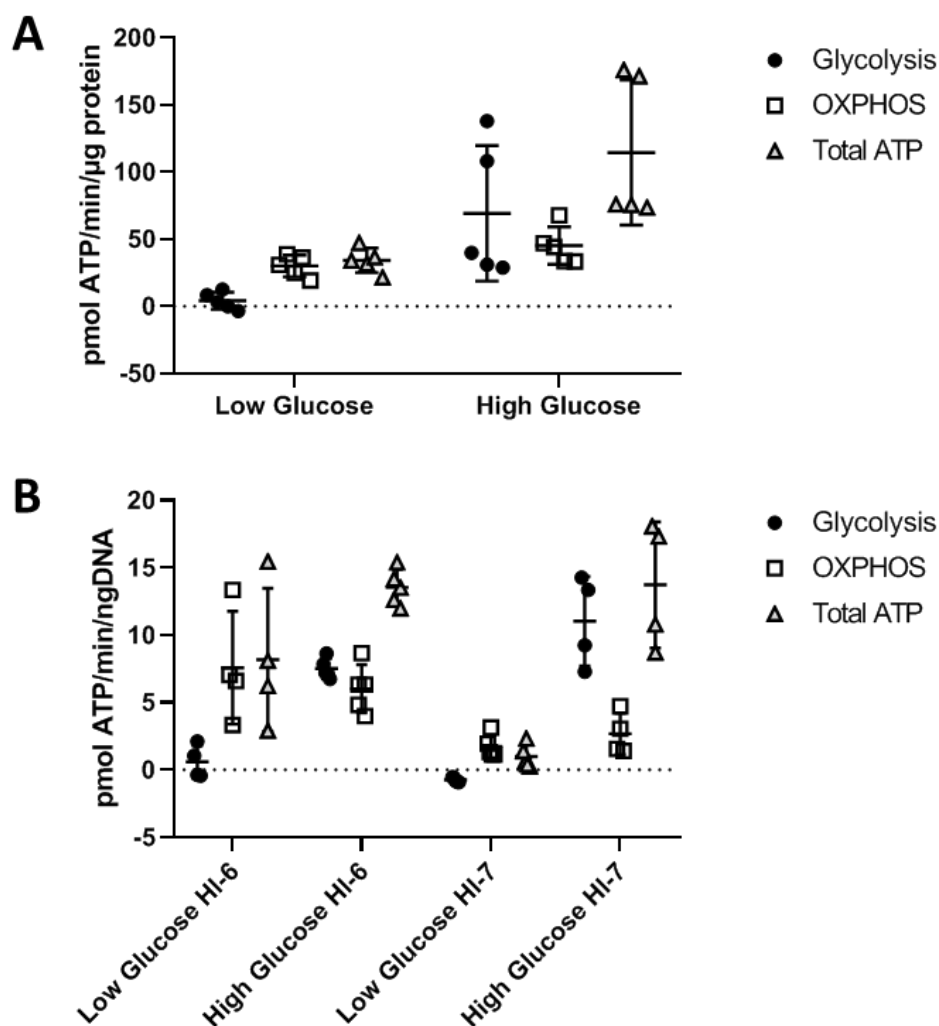 A
pmol ATP/min/µg protein
200
150
100
50
0
-50
Low Glucose
High Glucose
Glycolysis
OXPHOS
Total ATP
B
pmol ATP/min/ngDNA
20
15
10
5
0
-5
Low Glucose HI-6
High Glucose HI-6
Low Glucose HI-7
High Glucose HI-7
Glycolysis
OXPHOS
Total ATP